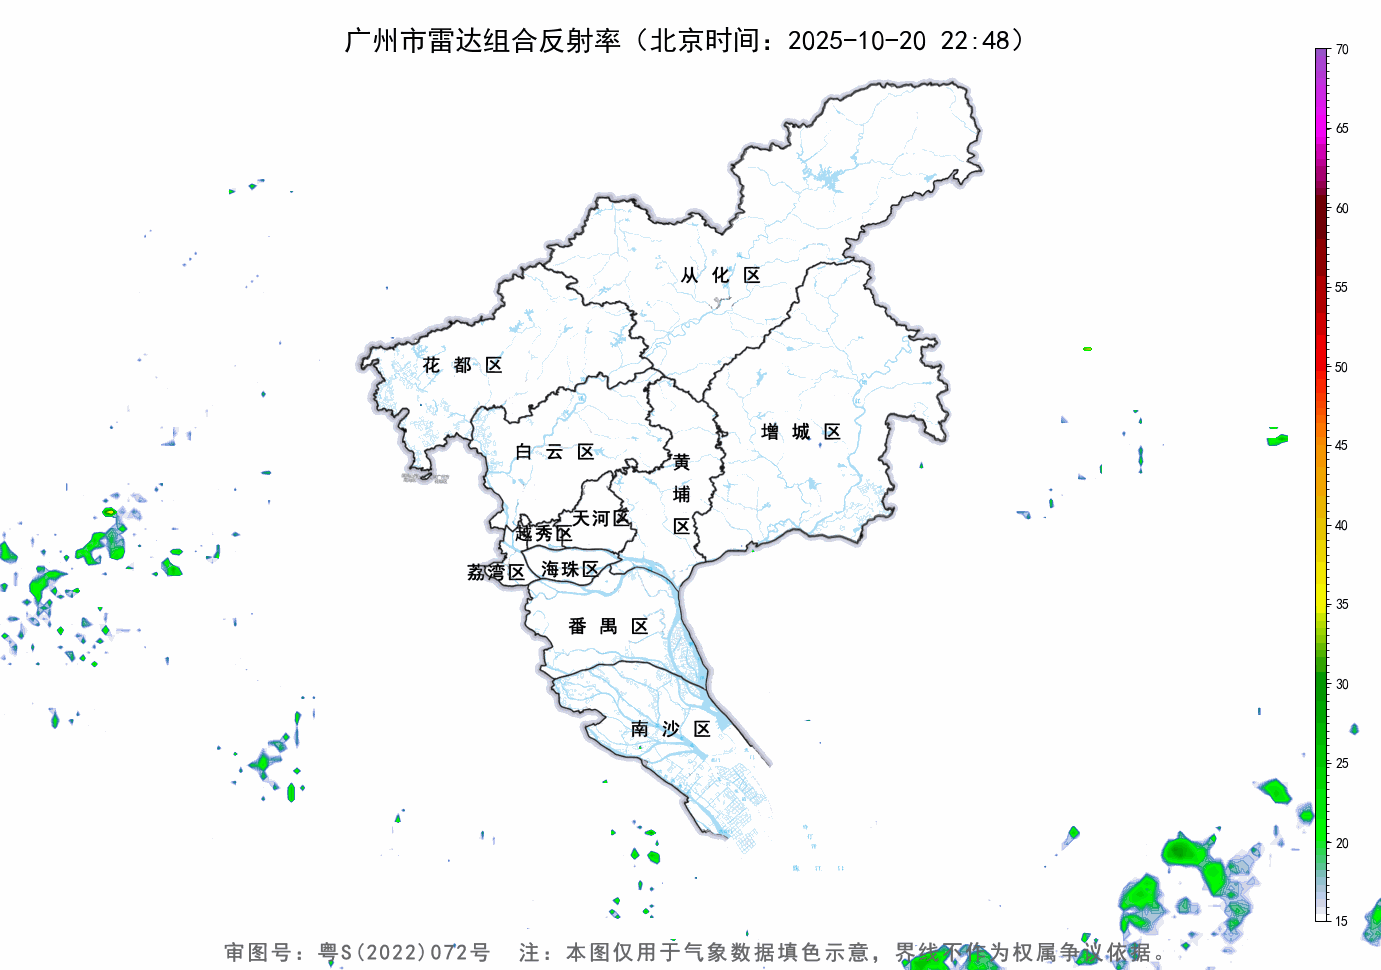 广州市雷达组合反射率（北京时间：2025-10-20 22:48）
70
65
60
55
50
45
40
35
30
25
20
15
从化区
花都区
增城区
白云区
黄埔区
天河区
越秀区
海珠区
荔湾区
番禺区
南沙区
审图号：粤S(2022)072号 注：本图仅用于气象数据填色示意，界线不作为权属争议依据。